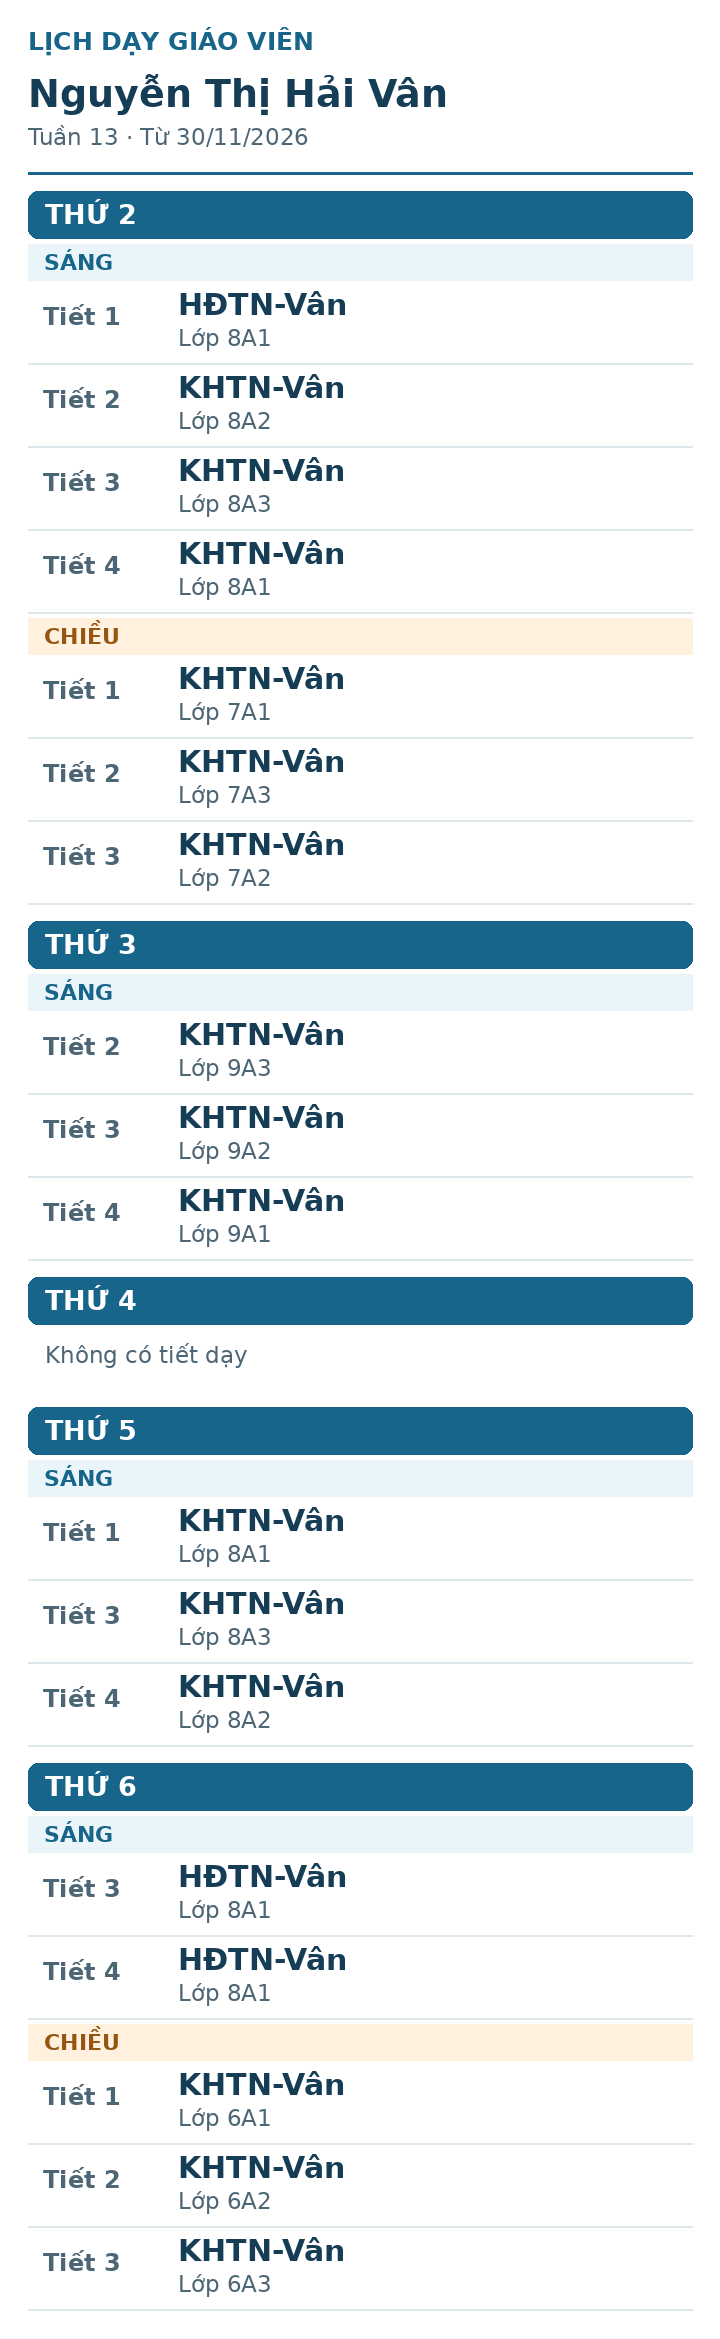 LỊCH DẠY GIÁO VIÊN
Nguyễn Thị Hải Vân
Tuần 13 · Từ 30/11/2026
THỨ 2
SÁNG
Tiết 1 HĐTN-Vân
Lớp 8A1
Tiết 2 KHTN-Vân
Lớp 8A2
Tiết 3 KHTN-Vân
Lớp 8A3
Tiết 4 KHTN-Vân
Lớp 8A1
CHIỀU
Tiết 1 KHTN-Vân
Lớp 7A1
Tiết 2 KHTN-Vân
Lớp 7A3
Tiết 3 KHTN-Vân
Lớp 7A2
THỨ 3
SÁNG
Tiết 2 KHTN-Vân
Lớp 9A3
Tiết 3 KHTN-Vân
Lớp 9A2
Tiết 4 KHTN-Vân
Lớp 9A1
THỨ 4
Không có tiết dạy
THỨ 5
SÁNG
Tiết 1 KHTN-Vân
Lớp 8A1
Tiết 3 KHTN-Vân
Lớp 8A3
Tiết 4 KHTN-Vân
Lớp 8A2
THỨ 6
SÁNG
Tiết 3 HĐTN-Vân
Lớp 8A1
Tiết 4 HĐTN-Vân
Lớp 8A1
CHIỀU
Tiết 1 KHTN-Vân
Lớp 6A1
Tiết 2 KHTN-Vân
Lớp 6A2
Tiết 3 KHTN-Vân
Lớp 6A3